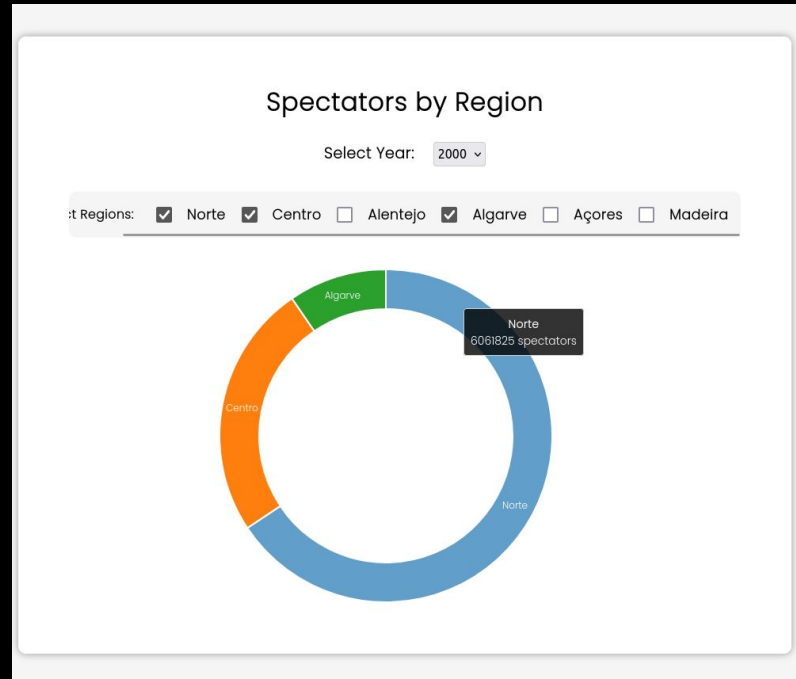 Spectators by Region
Select Year: 2000
t Regions: Norte Centro Alentejo Algarve Açores Madeira
Algarve
Norte
6061825 spectators
Centro
Norte